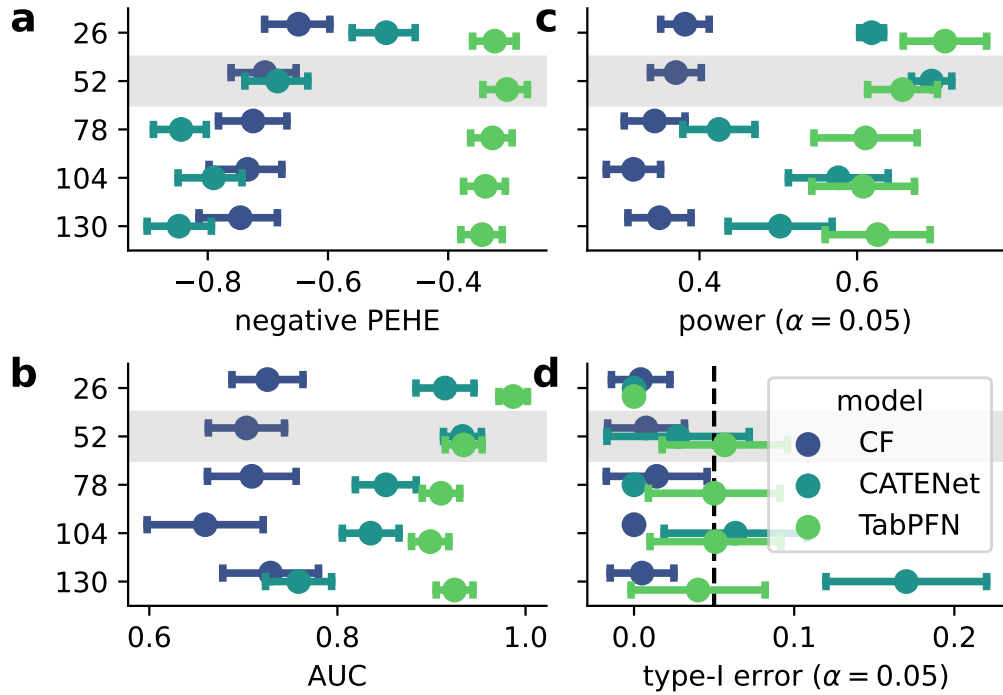 a
26
52
78
104
130
−0.8 −0.6 −0.4
negative PEHE
c
0.4 0.6
power (α = 0.05)
b
26
52
78
104
130
0.6 0.8 1.0
AUC
d
model
CF
CATENet
TabPFN
0.0 0.1 0.2
type-I error (α = 0.05)